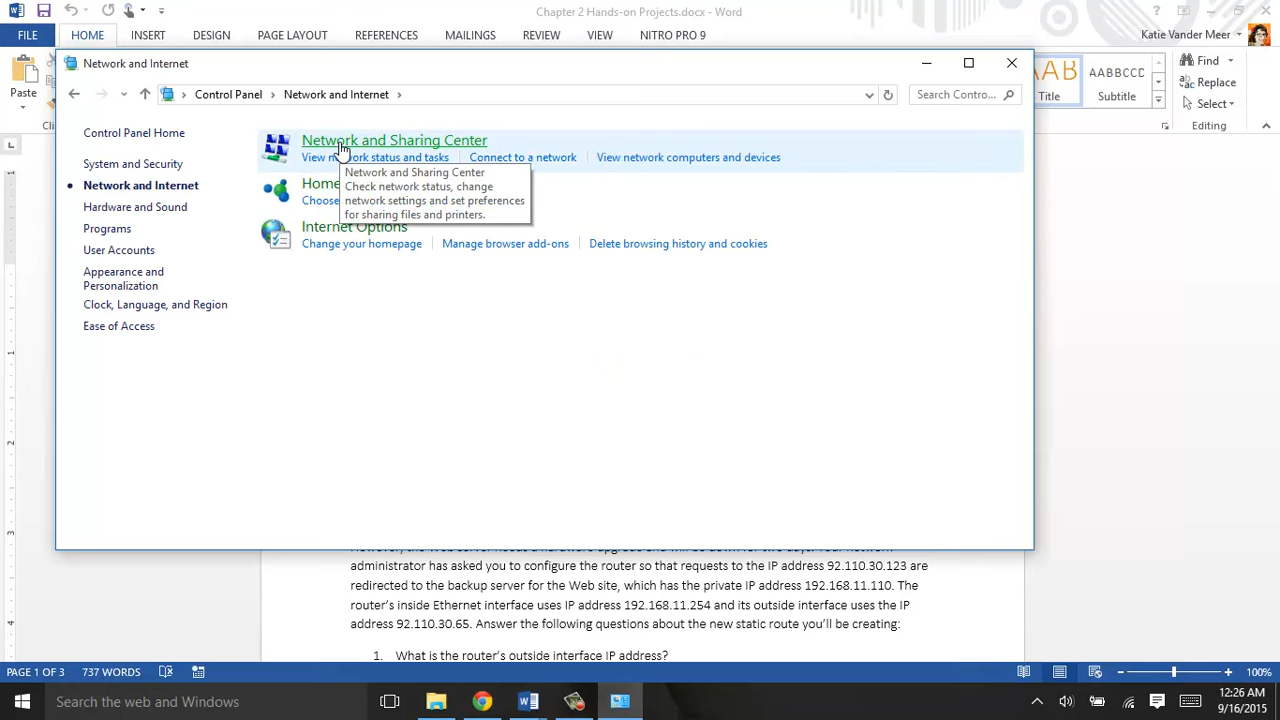 Chapter 2 Hands-on Projects.docx - Word
FILE HOME INSERT DESIGN PAGE LAYOUT REFERENCES MAILINGS REVIEW VIEW NITRO PRO 9 Katie Vander Meer
Paste
Title
AABBCCD
Subtitle
Find
Replace
Select
Editing
Network and Internet
Control Panel Network and Internet
Search Contro...
Control Panel Home
System and Security
Network and Internet
Hardware and Sound
Programs
User Accounts
Appearance and
Personalization
Clock, Language, and Region
Ease of Access
Network and Sharing Center
View network status and tasks Connect to a network View network computers and devices
Network and Sharing Center
Check network status, change
network settings and set preferences
for sharing files and printers.
Home
Choose
Internet Options
Change your homepage Manage browser add-ons Delete browsing history and cookies
administrator has asked you to configure the router so that requests to the IP address 92.110.30.123 are
redirected to the backup server for the Web site, which has the private IP address 192.168.11.110. The
router's inside Ethernet interface uses IP address 192.168.11.254 and its outside interface uses the IP
address 92.110.30.65. Answer the following questions about the new static route you'll be creating:
1. What is the router's outside interface IP address?
PAGE 1 OF 3 737 WORDS 100%
Search the web and Windows
12:26 AM
9/16/2015